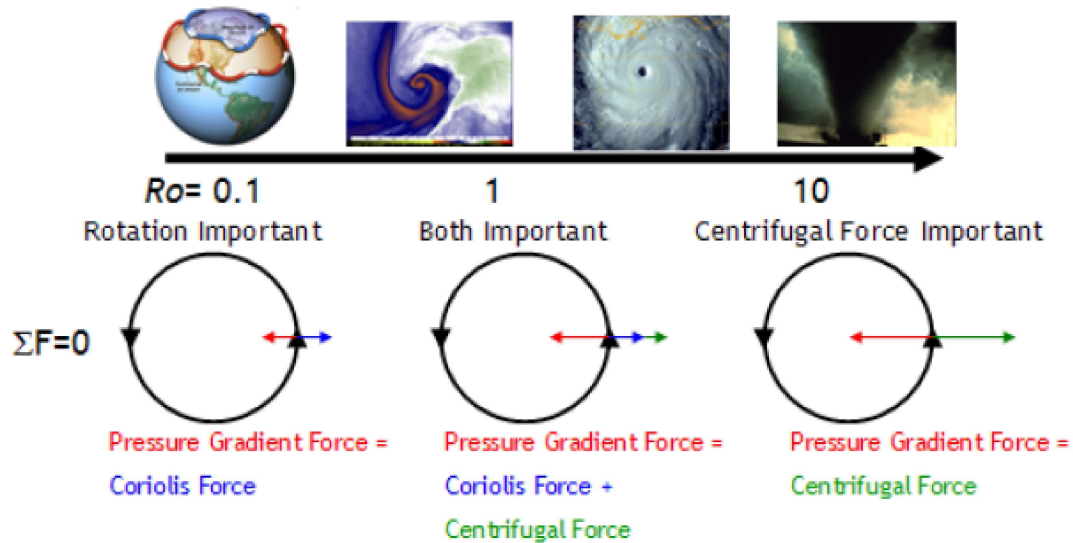 Ro= 0.1
1
10
Rotation Important
Both Important
Centrifugal Force Important
ΣF=0
Pressure Gradient Force =
Coriolis Force
Pressure Gradient Force =
Coriolis Force +
Centrifugal Force
Pressure Gradient Force =
Centrifugal Force